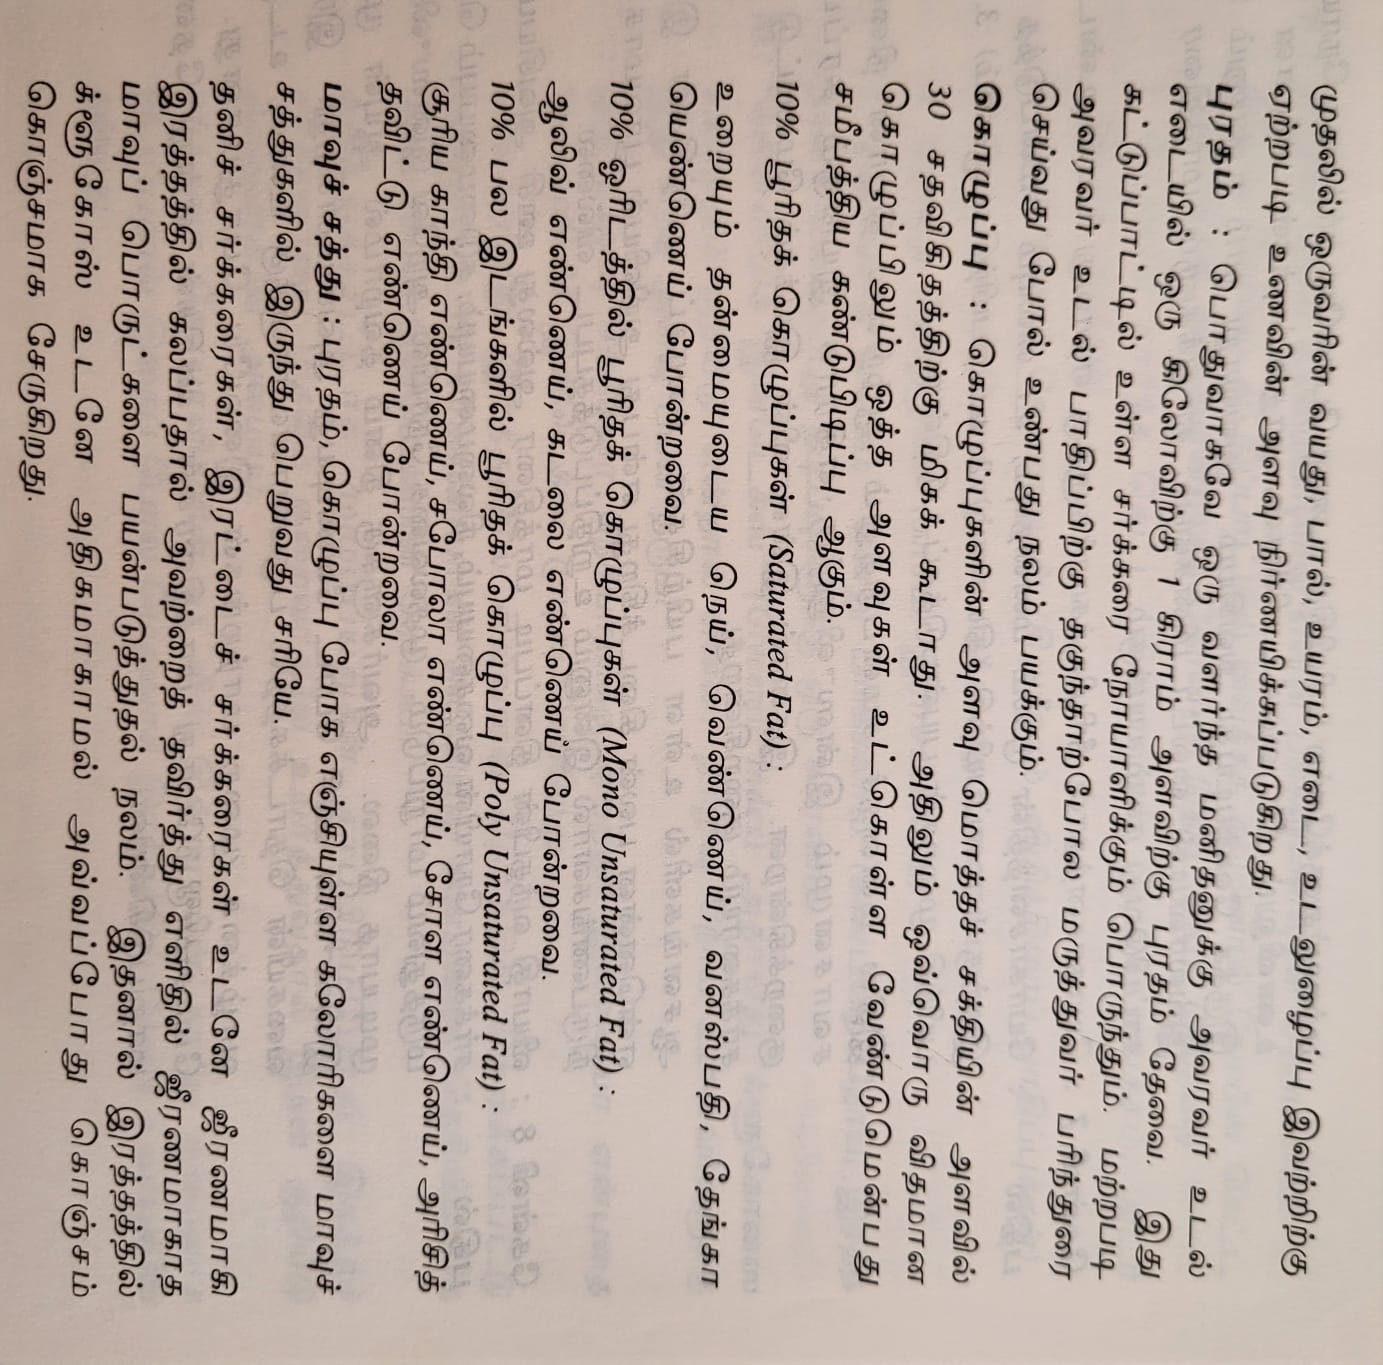 முதலில் ஒருவரின் வயது, பால், உயரம், எடை, உடலுழைப்பு இவற்றிற்கு
ஏற்றபடி உணவின் அளவு நிர்ணயிக்கப்படுகிறது.
புரதம் : பொதுவாகவே ஒரு வளர்ந்த மனிதனுக்கு அவரவர் உடல்
எடையில் ஒரு கிலோவிற்கு 1 கிராம் அளவிற்கு புரதம் தேவை. இது
கட்டுப்பாட்டில் உள்ள சர்க்கரை நோயாளிக்கும் பொருந்தும். மற்றபடி
அவரவர் உடல் பாதிப்பிற்கு தகுந்தாற்போல மருத்துவர் பரிந்துரை
செய்வது போல் உண்பது நலம் பயக்கும்.
கொழுப்பு : கொழுப்புகளின் அளவு மொத்தச் சக்தியின் அளவில்
30 சதவிகிதத்திற்கு மிகக் கூடாது. அதிலும் ஒவ்வொரு விதமான
கொழுப்பிலும் ஒத்த அளவுகள் உட்கொள்ள வேண்டுமென்பது
சமீபத்திய கண்டுபிடிப்பு ஆகும்.
10% பூரிதக் கொழுப்புகள் (Saturated Fat) :
உறையும் தன்மையுடைய நெய், வெண்ணெய், வனஸ்பதி, தேங்கா
யெண்ணெய் போன்றவை.
10% ஓரிடத்தில் பூரிதக் கொழுப்புகள் (Mono Unsaturated Fat) :
ஆலிவ் எண்ணெய், கடலை எண்ணெய் போன்றவை.
10% பல இடங்களில் பூரிதக் கொழுப்பு (Poly Unsaturated Fat) :
சூரிய காந்தி எண்ணெய், சபோலா எண்ணெய், சோள எண்ணெய், அரிசித்
தவிட்டு எண்ணெய் போன்றவை.
மாவுச் சத்து : புரதம், கொழுப்பு போக எஞ்சியுள்ள கலோரிகளை மாவுச்
சத்துகளில் இருந்து பெறுவது சரியே.
தனிச் சர்க்கரைகள், இரட்டைச் சர்க்கரைகள் உடனே ஜீரணமாகி
இரத்தத்தில் கலப்பதால் அவற்றைத் தவிர்த்து எளிதில் ஜீரணமாகாத
மாவுப் பொருட்களை பயன்படுத்துதல் நலம். இதனால் இரத்தத்தில்
க்ளூகோஸ் உடனே அதிகமாகாமல் அவ்வப்போது கொஞ்சம்
கொஞ்சமாக சேருகிறது.